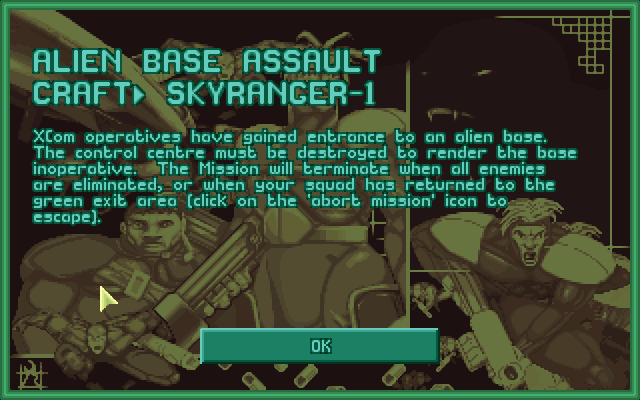 ALIEN BASE ASSAULT
CRAFT> SKYRANGER-1
XCom operatives have gained entrance to an alien base.
The control centre must be destroyed to render the base
inoperative.  The Mission will terminate when all enemies
are eliminated, or when your squad has returned to the
green exit area (click on the 'abort mission' icon to
escape).
OK